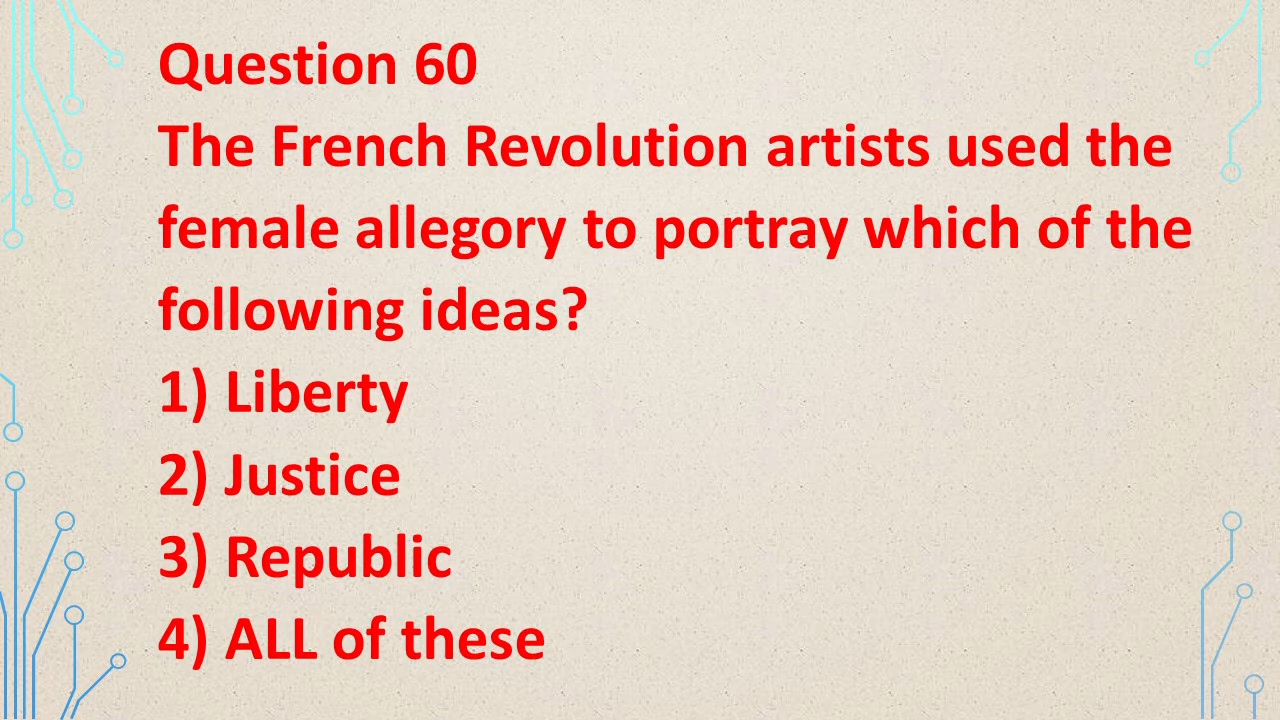 Question 60
The French Revolution artists used the
female allegory to portray which of the
following ideas?
1) Liberty
2) Justice
3) Republic
4) ALL of these